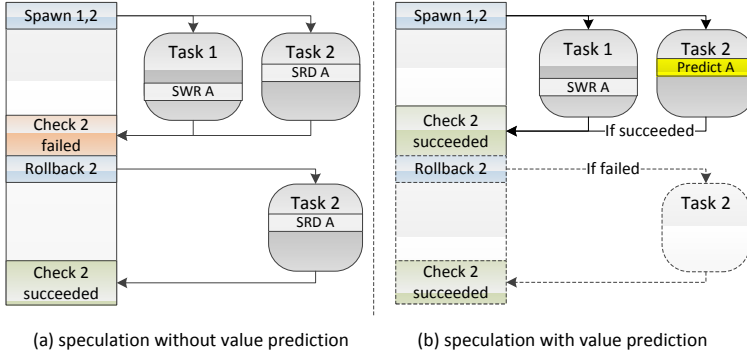 Spawn 1,2
Task 1
SWR A
Task 2
SRD A
Check 2
failed
Rollback 2
Task 2
SRD A
Check 2
succeeded
(a) speculation without value prediction
Spawn 1,2
Task 1
SWR A
Task 2
Predict A
Check 2
succeeded
If succeeded
Rollback 2
If failed
Task 2
Check 2
succeeded
(b) speculation with value prediction